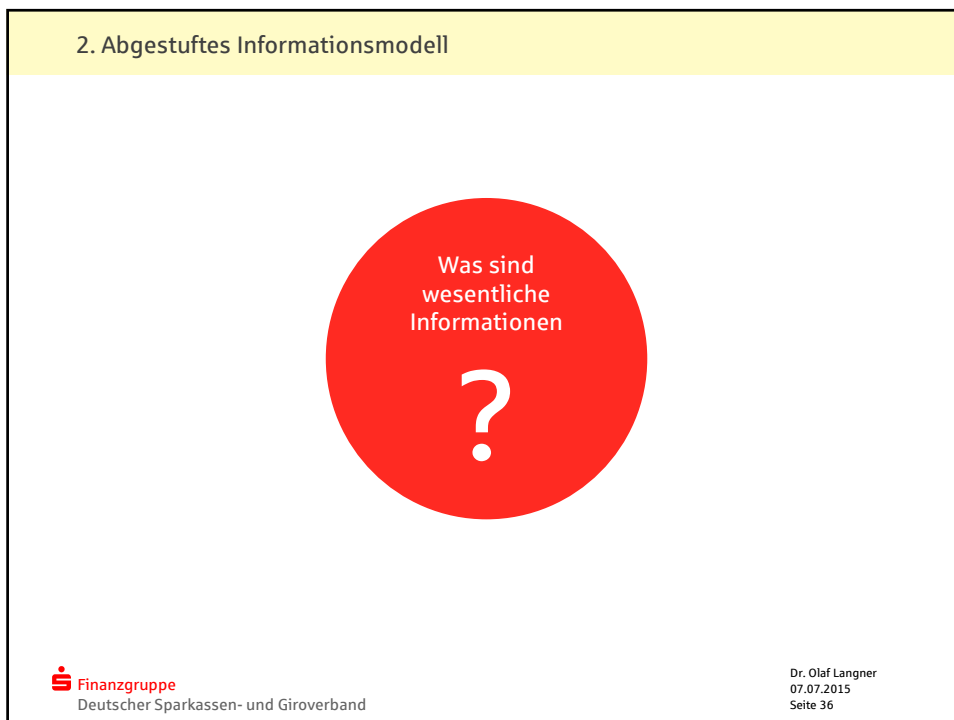 2. Abgestuftes Informationsmodell
Was sind
wesentliche
Informationen
?
Finanzgruppe
Deutscher Sparkassen- und Giroverband
Dr. Olaf Langner
07.07.2015
Seite 36